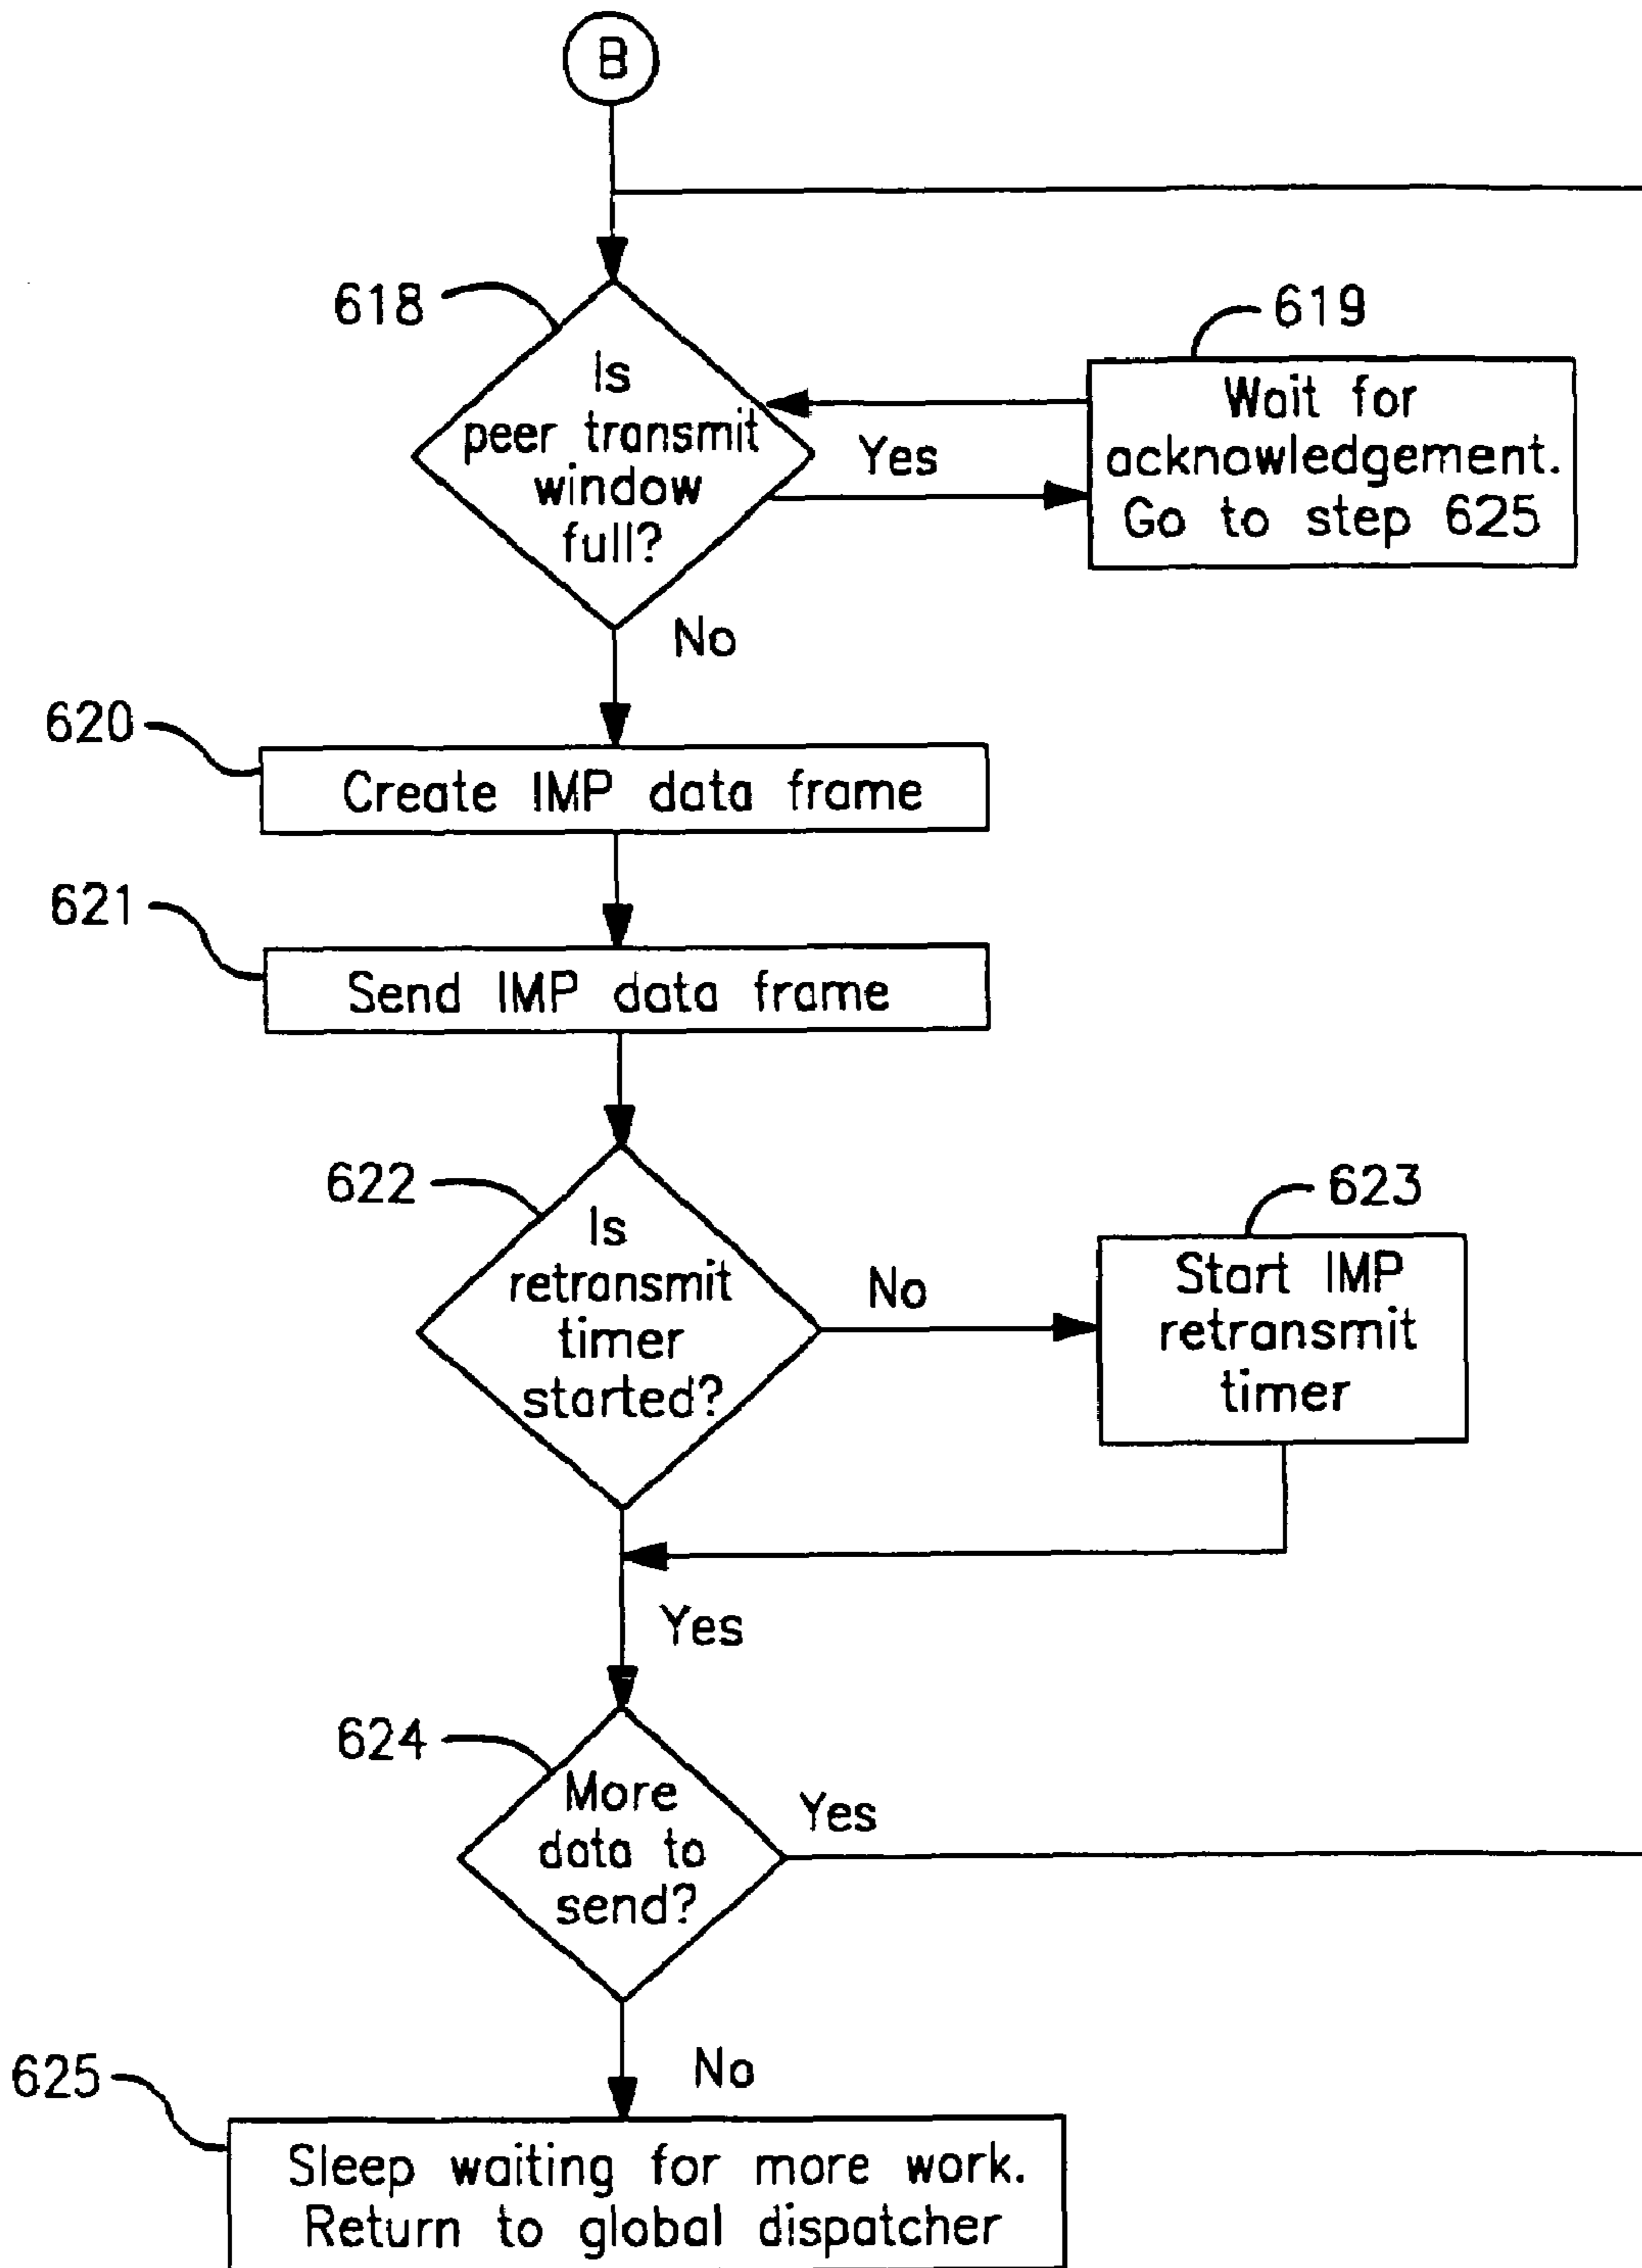 B
618
Is
peer transmit
window
full?
Yes
619
Wait for
acknowledgement.
Go to step 625
No
620
Create IMP data frame
621
Send IMP data frame
622
Is
retransmit
timer
started?
No
623
Start IMP
retransmit
timer
Yes
624
More
data to
send?
Yes
No
625
Sleep waiting for more work.
Return to global dispatcher